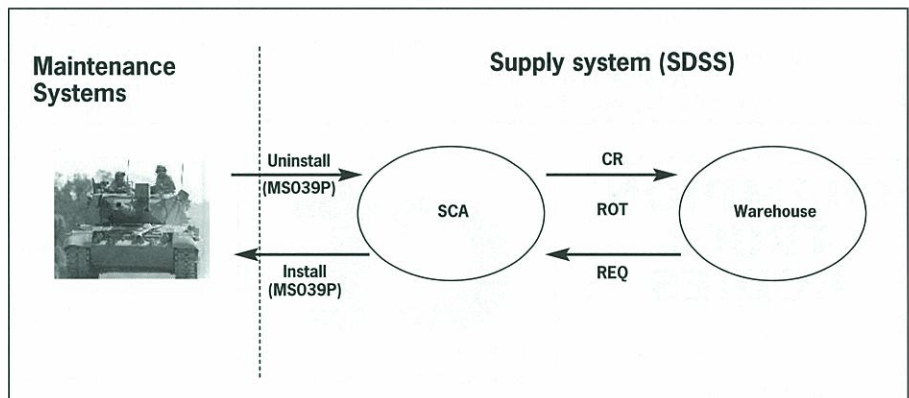 Maintenance
Systems
Supply system (SDSS)
Uninstall
(MS039P)
SCA
CR
ROT
Warehouse
Install
(MS039P)
REQ